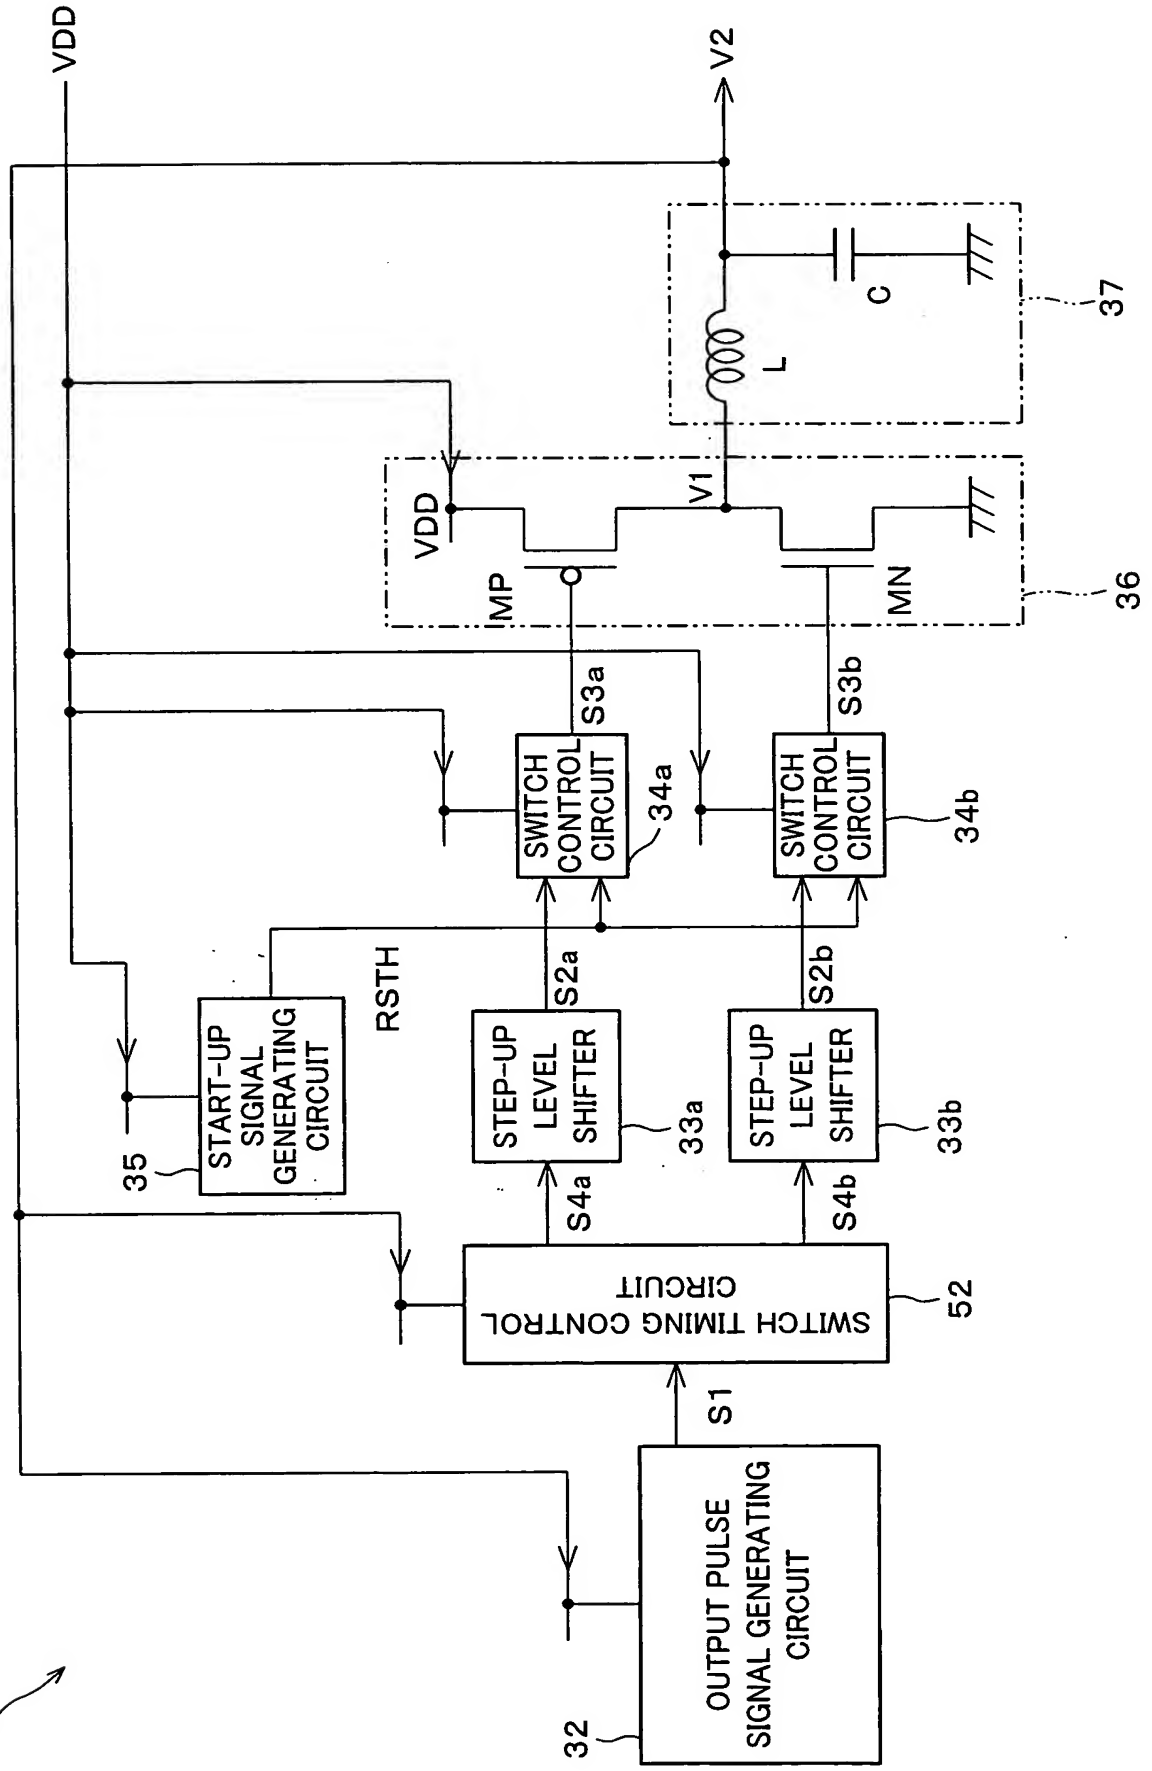 VDD
V2
35
START-UP
SIGNAL
GENERATING
CIRCUIT
RSTH
VDD
MP
V1
L
C
37
S3a
SWITCH
CONTROL
CIRCUIT
34a
S2a
STEP-UP
LEVEL
SHIFTER
33a
S4a
MN
36
S3b
SWITCH
CONTROL
CIRCUIT
34b
S2b
STEP-UP
LEVEL
SHIFTER
33b
S4b
SWITCH TIMING CONTROL
CIRCUIT
52
S1
OUTPUT PULSE
SIGNAL GENERATING
CIRCUIT
32